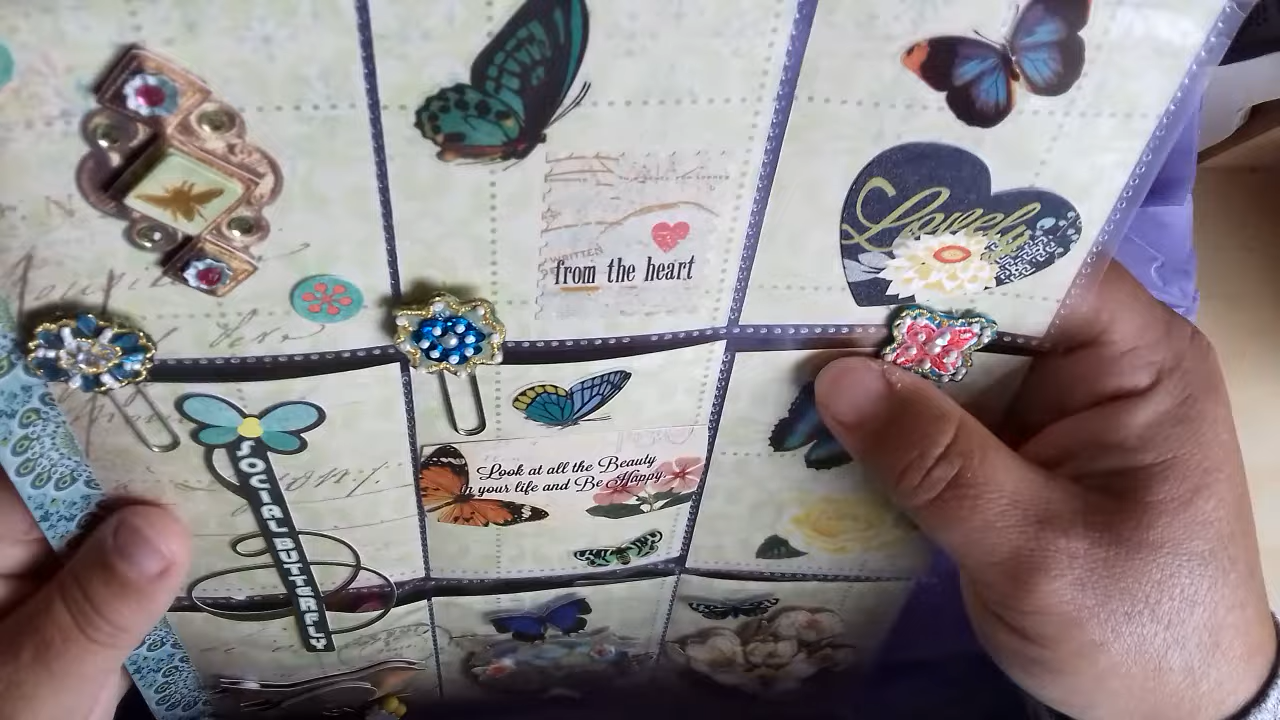 WRITTEN
from the heart
Lovely
SOCIAL BUTTERFLY
Look at all the Beauty
in your life and Be Happy...